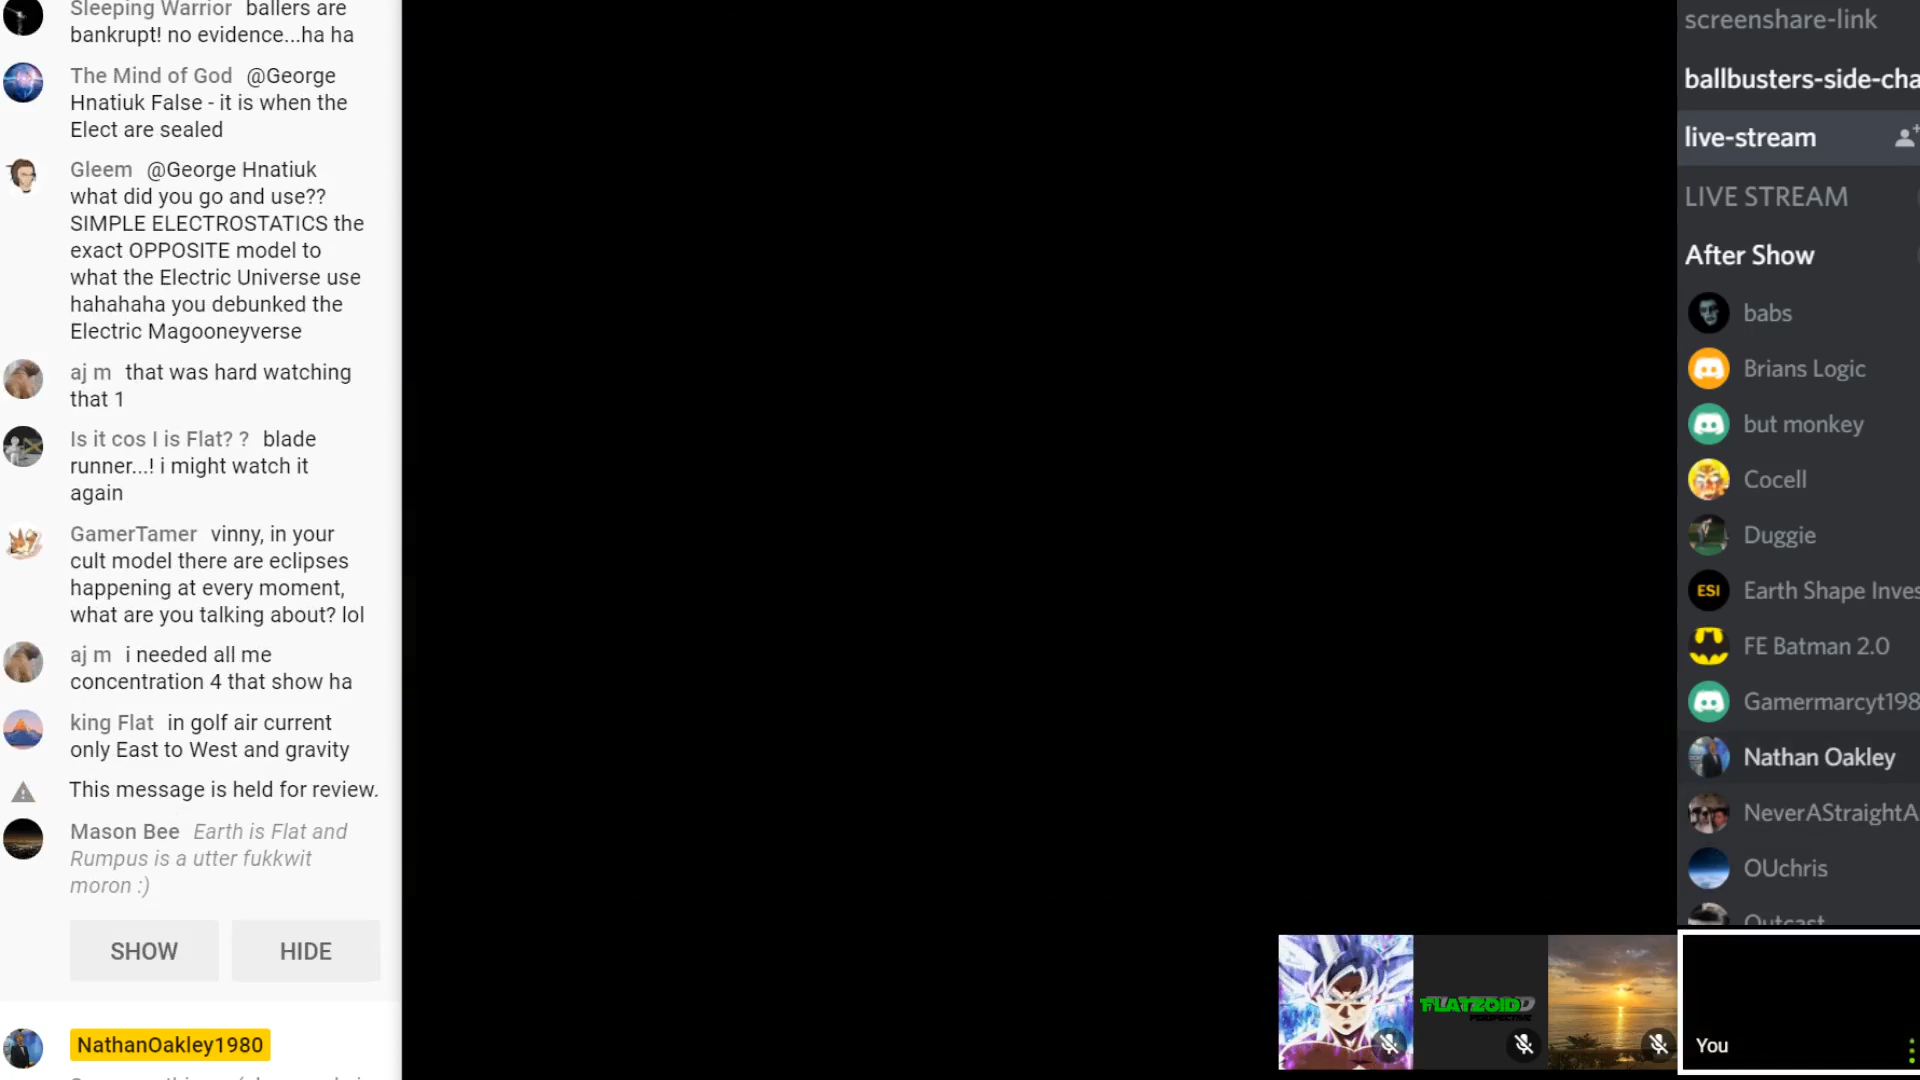 Sleeping Warrior ballers are
bankrupt! no evidence...ha ha
The Mind of God @George
Hnatiuk False - it is when the
Elect are sealed
Gleem @George Hnatiuk
what did you go and use??
SIMPLE ELECTROSTATICS the
exact OPPOSITE model to
what the Electric Universe use
hahahaha you debunked the
Electric Magooneyverse
aj m that was hard watching
that 1
Is it cos I is Flat? ? blade
runner...! i might watch it
again
GamerTamer vinny, in your
cult model there are eclipses
happening at every moment,
what are you talking about? lol
aj m i needed all me
concentration 4 that show ha
king Flat in golf air current
only East to West and gravity
This message is held for review.
Mason Bee Earth is Flat and
Rumpus is a utter fukkwit
moron :)
SHOW HIDE
NathanOakley1980
screenshare-link
ballbusters-side-cha
live-stream
LIVE STREAM
After Show
babs
Brians Logic
but monkey
Cocell
Duggie
ESI Earth Shape Inves
FE Batman 2.0
Gamermarcyt198
Nathan Oakley
NeverAStraightA
OUchris
Outcast
FLATZOID
PERSPECTIVE
You